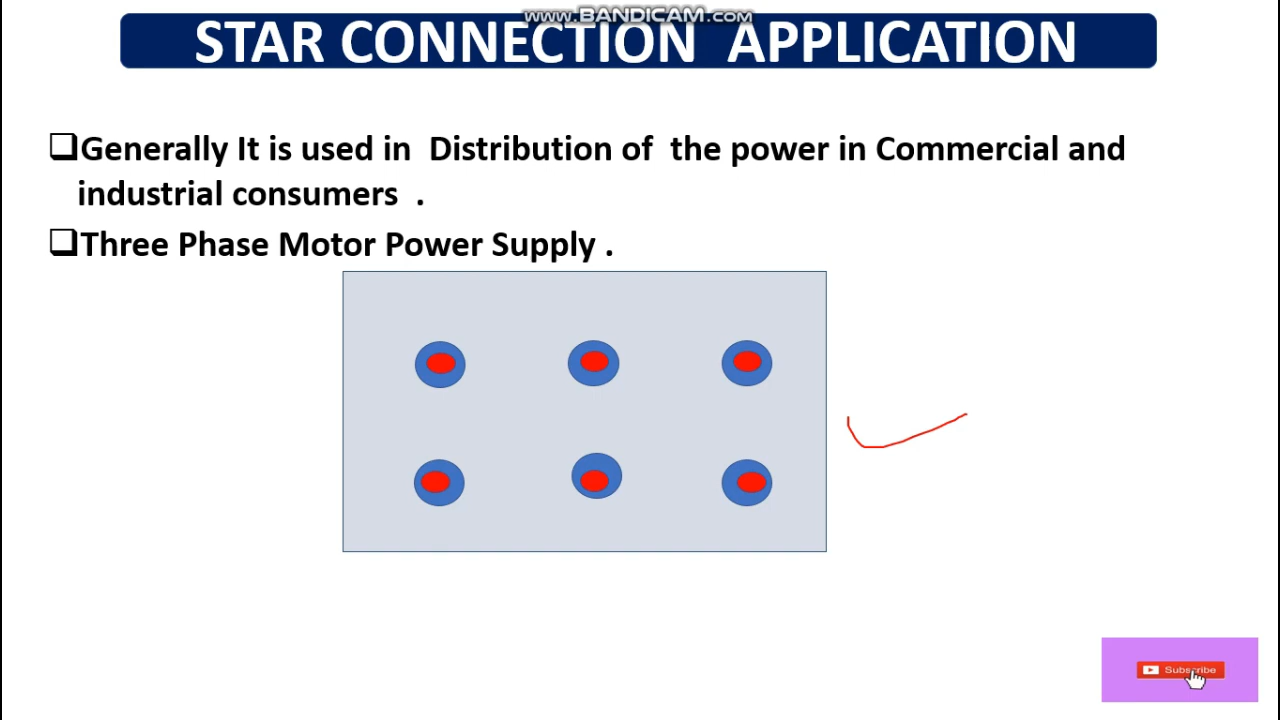 www.BANDICAM.com
STAR CONNECTION APPLICATION
Generally It is used in Distribution of the power in Commercial and
industrial consumers .
Three Phase Motor Power Supply .
Subscribe